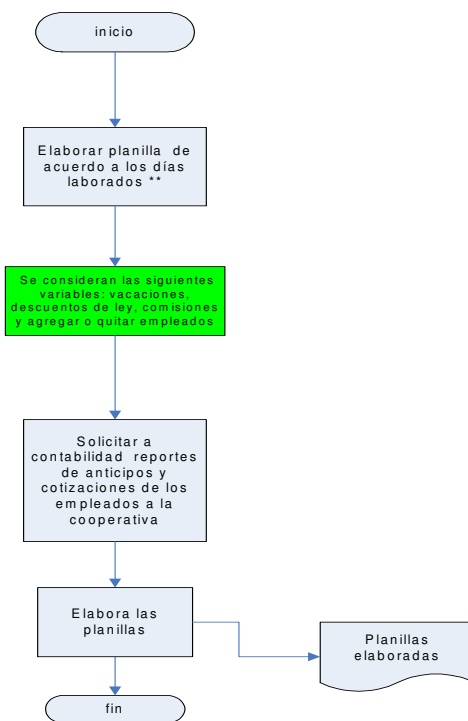 inicio
Elaborar planilla de
acuerdo a los días
laborados **
Se consideran las siguientes
variables: vacaciones,
descuentos de ley, comisiones
y agregar o quitar empleados
Solicitar a
contabilidad reportes
de anticipos y
cotizaciones de los
empleados a la
cooperativa
Elabora las
planillas
Planillas
elaboradas
fin